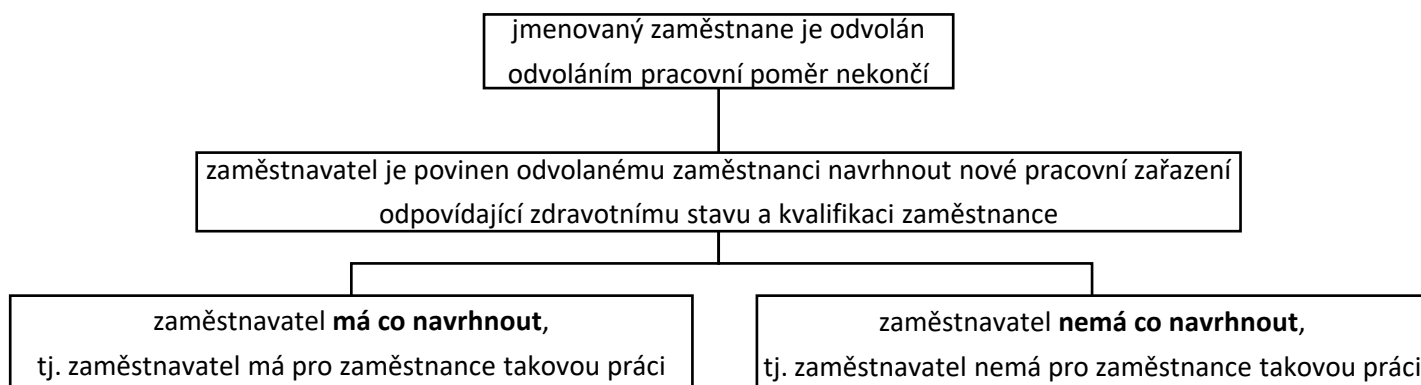 jmenovaný zaměstnane je odvolán
odvoláním pracovní poměr nekončí
zaměstnavatel je povinen odvolanému zaměstnanci navrhnout nové pracovní zařazení
odpovídající zdravotnímu stavu a kvalifikaci zaměstnance
zaměstnavatel má co navrhnout,
tj. zaměstnavatel má pro zaměstnance takovou práci
zaměstnavatel nemá co navrhnout,
tj. zaměstnavatel nemá pro zaměstnance takovou práci